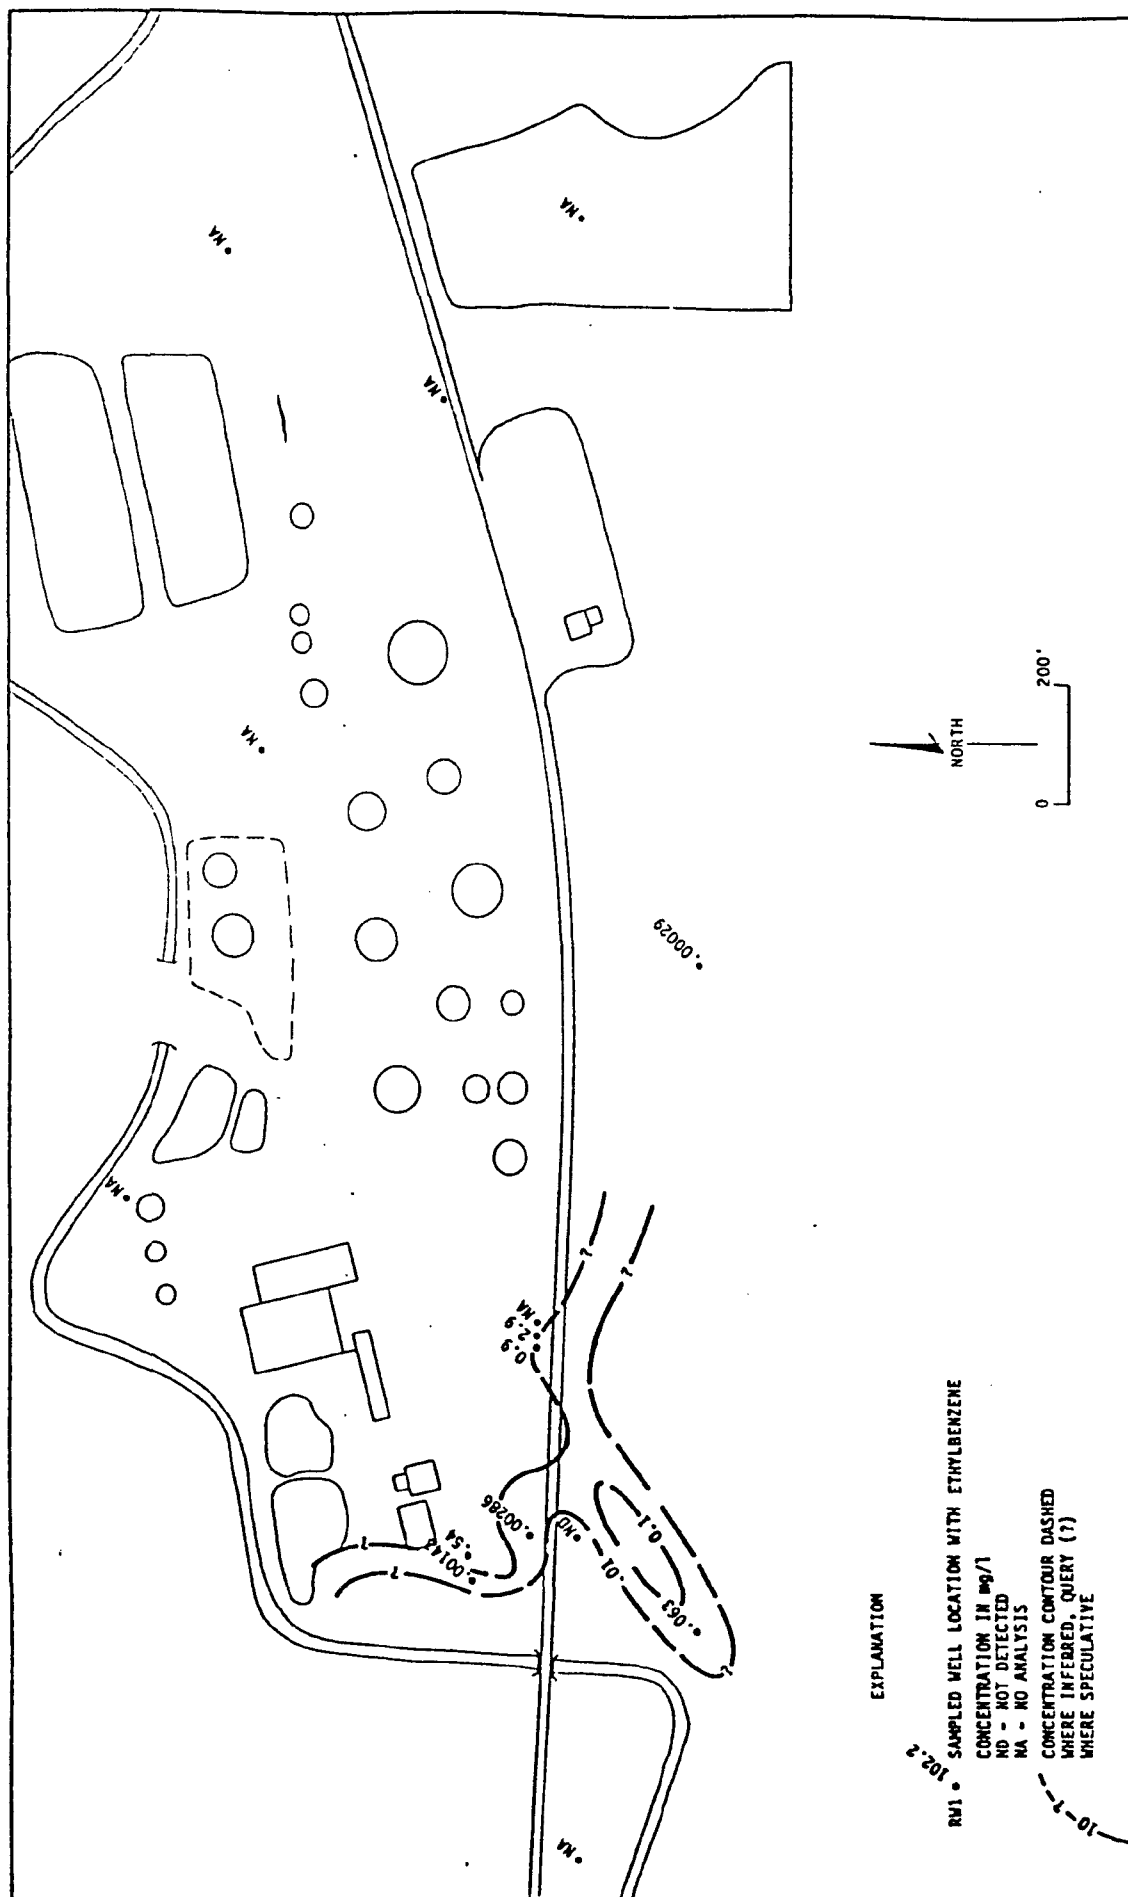 NA
NA
NA
NA
.00029
NA
?
?
NA
2.9
0.9
.00286
.54
.00143
?
?
ND
.01
0.1
.063
?
NA
200'
0
NORTH
EXPLANATION
RW1 102.2 SAMPLED WELL LOCATION WITH ETHYLBENZENE
CONCENTRATION IN mg/l
ND - NOT DETECTED
NA - NO ANALYSIS
10-?- CONCENTRATION CONTOUR DASHED
WHERE INFERRED, QUERY (?)
WHERE SPECULATIVE